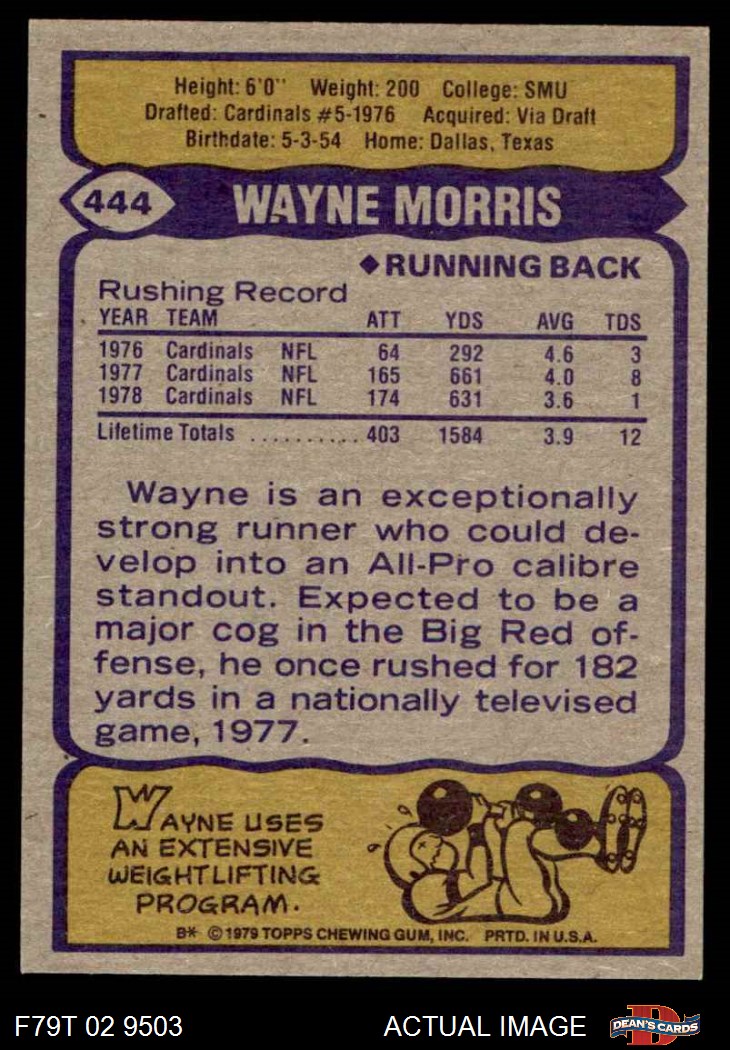 Height: 6'0" Weight: 200 College: SMU
Drafted: Cardinals #5-1976 Acquired: Via Draft
Birthdate: 5-3-54 Home: Dallas, Texas
444 WAYNE MORRIS
◆RUNNING BACK
Rushing Record
YEAR TEAM ATT YDS AVG TDS
1976 Cardinals NFL 64 292 4.6 3
1977 Cardinals NFL 165 661 4.0 8
1978 Cardinals NFL 174 631 3.6 1
Lifetime Totals .......... 403 1584 3.9 12
Wayne is an exceptionally
strong runner who could de-
velop into an All-Pro calibre
standout. Expected to be a
major cog in the Big Red of-
fense, he once rushed for 182
yards in a nationally televised
game, 1977.
WAYNE USES
AN EXTENSIVE
WEIGHTLIFTING
PROGRAM.
B* © 1979 TOPPS CHEWING GUM, INC. PRTD. IN U.S.A.
F79T 02 9503 ACTUAL IMAGE D DEAN'S CARDS